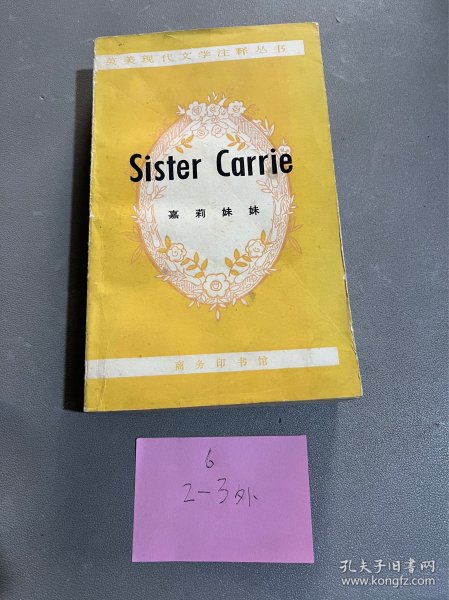 英美现代文学注释丛书
Sister Carrie
嘉莉妹妹
商务印书馆
6
2-3外
孔夫子旧书网
www.kongfz.com